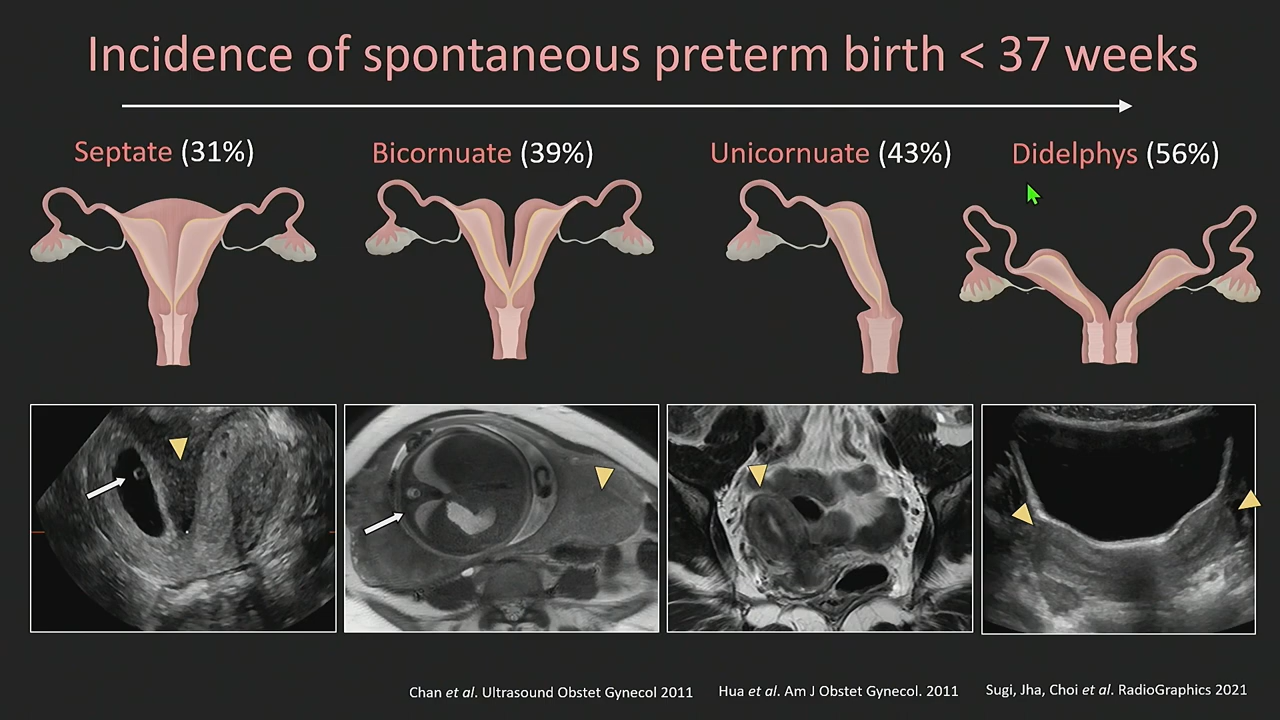 Incidence of spontaneous preterm birth < 37 weeks
Septate (31%)
Bicornuate (39%)
Unicornuate (43%)
Didelphys (56%)
Chan et al. Ultrasound Obstet Gynecol 2011
Hua et al. Am J Obstet Gynecol. 2011
Sugi, Jha, Choi et al. RadioGraphics 2021